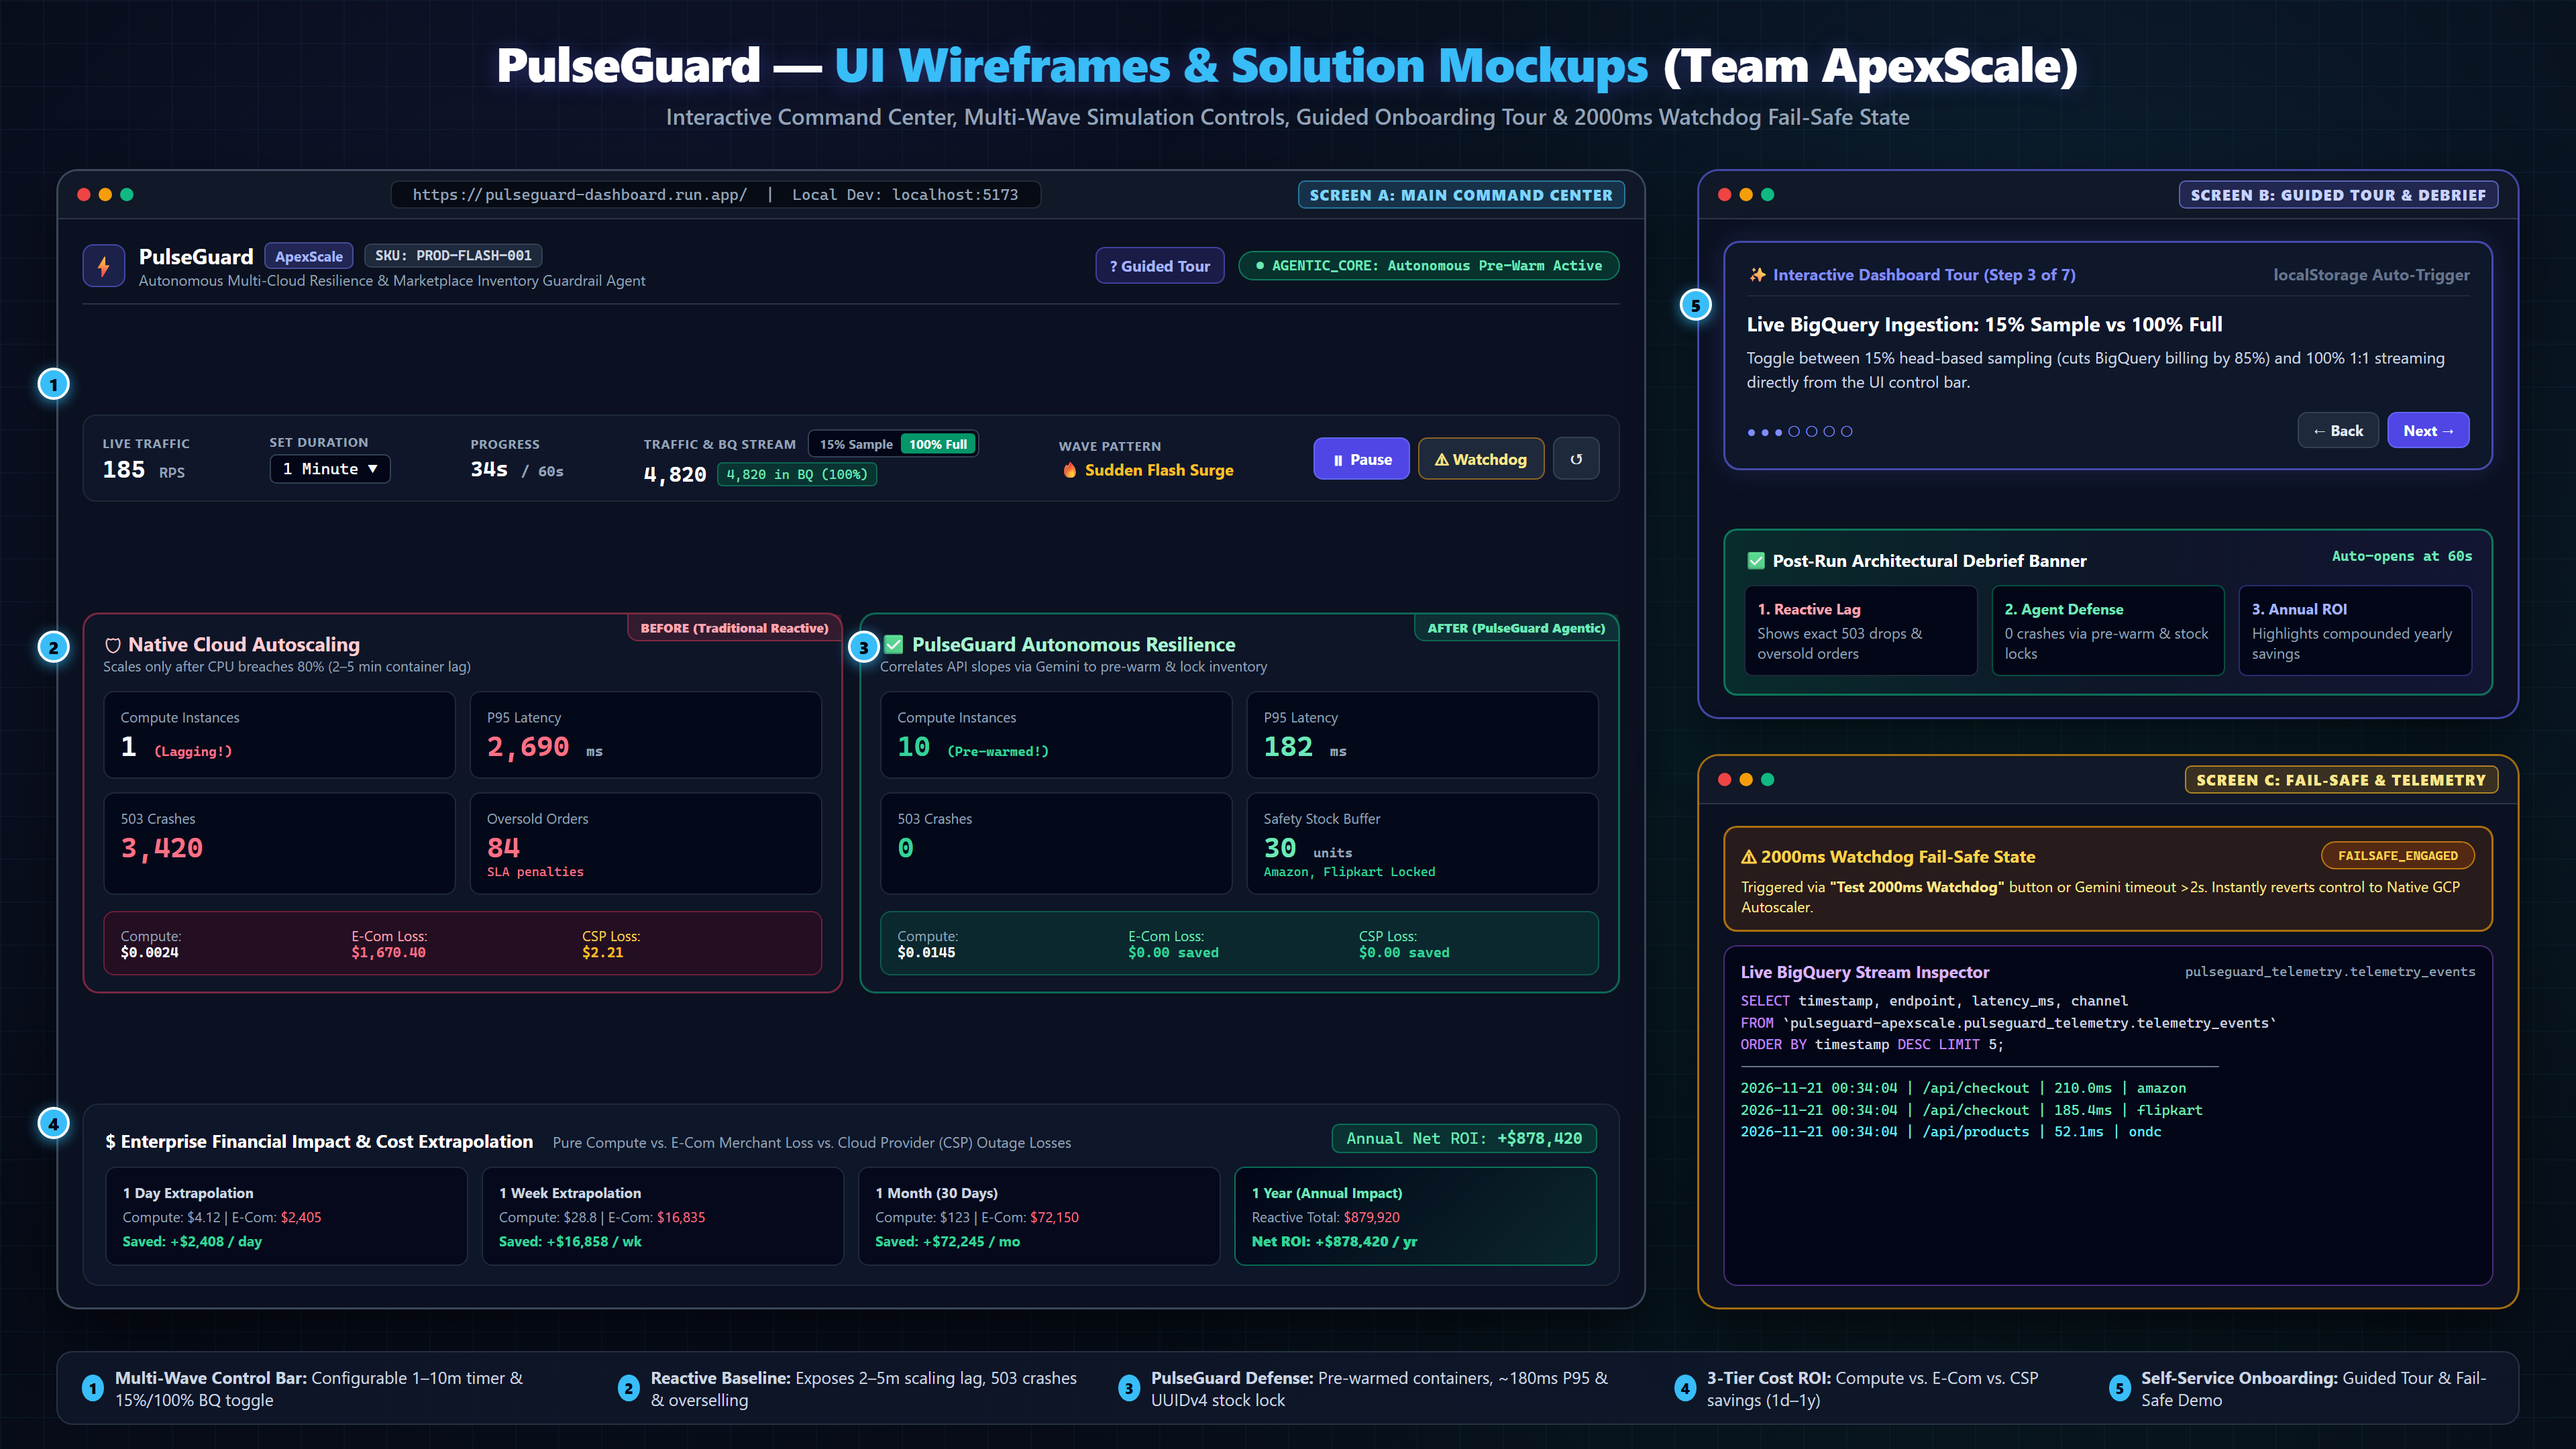 PulseGuard — UI Wireframes & Solution Mockups (Team ApexScale)
Interactive Command Center, Multi-Wave Simulation Controls, Guided Onboarding Tour & 2000ms Watchdog Fail-Safe State
https://pulseguard-dashboard.run.app/ | Local Dev: localhost:5173
SCREEN A: MAIN COMMAND CENTER
PulseGuard ApexScale SKU: PROD-FLASH-001
Autonomous Multi-Cloud Resilience & Marketplace Inventory Guardrail Agent
? Guided Tour
● AGENTIC_CORE: Autonomous Pre-Warm Active
1
LIVE TRAFFIC
185 RPS
SET DURATION
1 Minute ▼
PROGRESS
34s / 60s
TRAFFIC & BQ STREAM 15% Sample 100% Full
4,820 4,820 in BQ (100%)
WAVE PATTERN
🔥 Sudden Flash Surge
⏸ Pause
⚠ Watchdog
↺
2
BEFORE (Traditional Reactive)
Native Cloud Autoscaling
Scales only after CPU breaches 80% (2–5 min container lag)
Compute Instances
1 (Lagging!)
P95 Latency
2,690 ms
503 Crashes
3,420
Oversold Orders
84
SLA penalties
Compute:
$0.0024
E-Com Loss:
$1,670.40
CSP Loss:
$2.21
3
AFTER (PulseGuard Agentic)
✅ PulseGuard Autonomous Resilience
Correlates API slopes via Gemini to pre-warm & lock inventory
Compute Instances
10 (Pre-warmed!)
P95 Latency
182 ms
503 Crashes
0
Safety Stock Buffer
30 units
Amazon, Flipkart Locked
Compute:
$0.0145
E-Com Loss:
$0.00 saved
CSP Loss:
$0.00 saved
4
$ Enterprise Financial Impact & Cost Extrapolation Pure Compute vs. E-Com Merchant Loss vs. Cloud Provider (CSP) Outage Losses
Annual Net ROI: +$878,420
1 Day Extrapolation
Compute: $4.12 | E-Com: $2,405
Saved: +$2,408 / day
1 Week Extrapolation
Compute: $28.8 | E-Com: $16,835
Saved: +$16,858 / wk
1 Month (30 Days)
Compute: $123 | E-Com: $72,150
Saved: +$72,245 / mo
1 Year (Annual Impact)
Reactive Total: $879,920
Net ROI: +$878,420 / yr
SCREEN B: GUIDED TOUR & DEBRIEF
5
✨ Interactive Dashboard Tour (Step 3 of 7)
localStorage Auto-Trigger
Live BigQuery Ingestion: 15% Sample vs 100% Full
Toggle between 15% head-based sampling (cuts BigQuery billing by 85%) and 100% 1:1 streaming
directly from the UI control bar.
● ● ● ○ ○ ○ ○
← Back
Next →
✅ Post-Run Architectural Debrief Banner
Auto-opens at 60s
1. Reactive Lag
Shows exact 503 drops &
oversold orders
2. Agent Defense
0 crashes via pre-warm & stock
locks
3. Annual ROI
Highlights compounded yearly
savings
SCREEN C: FAIL-SAFE & TELEMETRY
⚠ 2000ms Watchdog Fail-Safe State
FAILSAFE_ENGAGED
Triggered via "Test 2000ms Watchdog" button or Gemini timeout >2s. Instantly reverts control to Native GCP
Autoscaler.
Live BigQuery Stream Inspector
pulseguard_telemetry.telemetry_events
SELECT timestamp, endpoint, latency_ms, channel
FROM `pulseguard-apexscale.pulseguard_telemetry.telemetry_events`
ORDER BY timestamp DESC LIMIT 5;
2026-11-21 00:34:04 | /api/checkout | 210.0ms | amazon
2026-11-21 00:34:04 | /api/checkout | 185.4ms | flipkart
2026-11-21 00:34:04 | /api/products | 52.1ms | ondc
1 Multi-Wave Control Bar: Configurable 1–10m timer &
15%/100% BQ toggle
2 Reactive Baseline: Exposes 2–5m scaling lag, 503 crashes
& overselling
3 PulseGuard Defense: Pre-warmed containers, ~180ms P95 &
UUIDv4 stock lock
4 3-Tier Cost ROI: Compute vs. E-Com vs. CSP
savings (1d–1y)
5 Self-Service Onboarding: Guided Tour & Fail-
Safe Demo